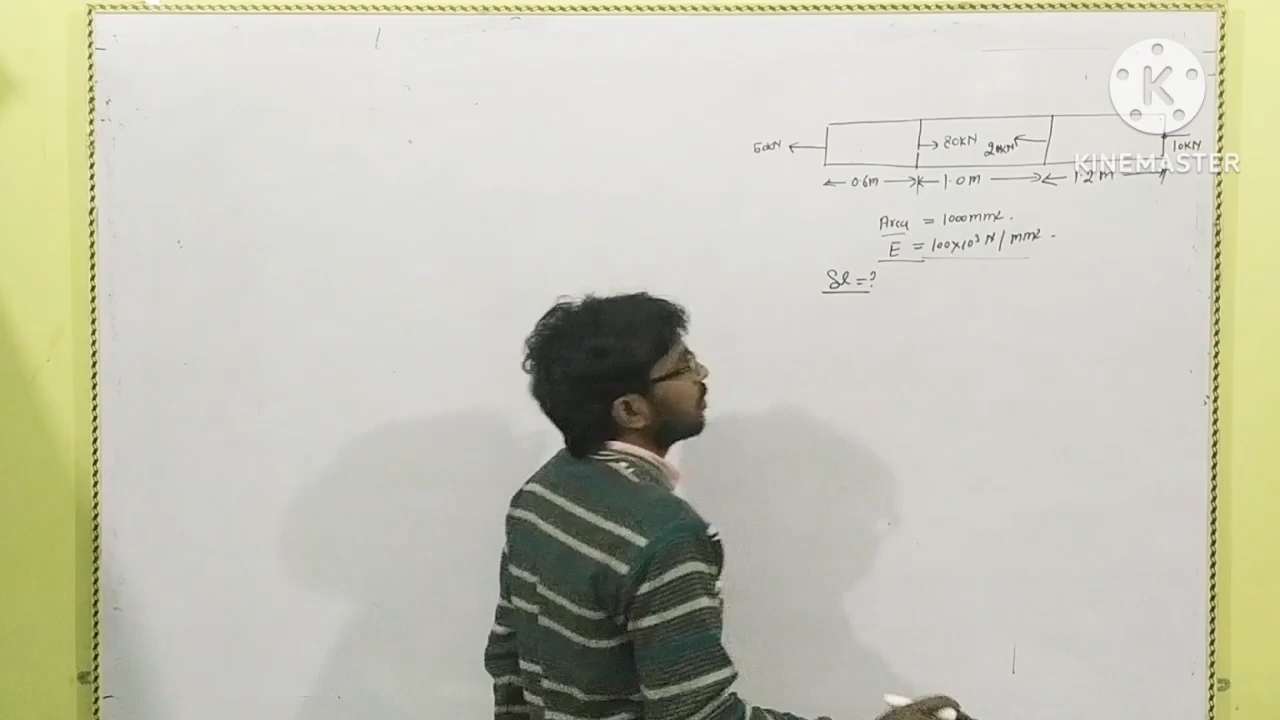 K
KINEMASTER
50KN 80KN 20KN 10KN
0.6m 1.0m 1.2m
Area = 1000mm².
E = 100×10³ N/mm².
δl = ?